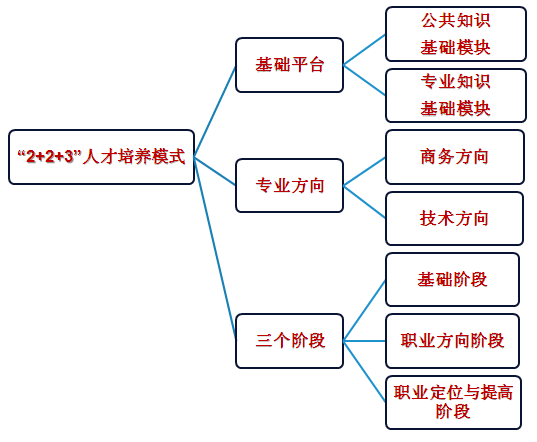 “2+2+3”人才培养模式
基础平台
公共知识
基础模块
专业知识
基础模块
专业方向
商务方向
技术方向
三个阶段
基础阶段
职业方向阶段
职业定位与提高
阶段